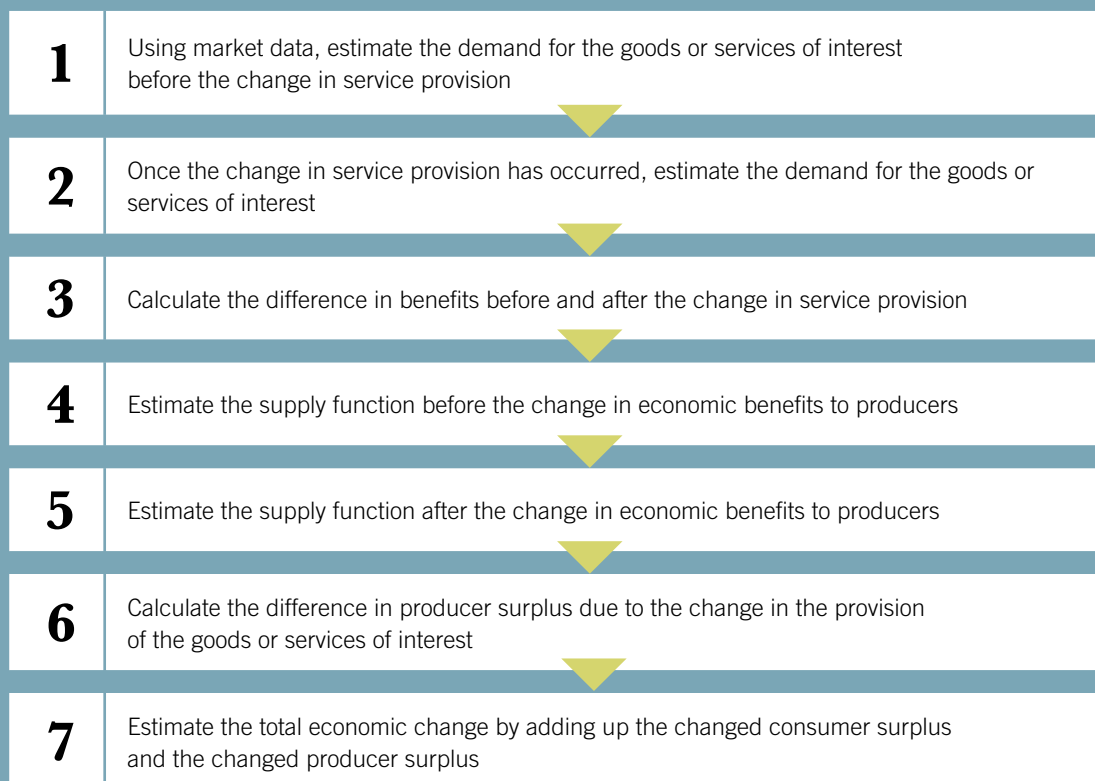 1
Using market data, estimate the demand for the goods or services of interest
before the change in service provision
2
Once the change in service provision has occurred, estimate the demand for the goods or
services of interest
3
Calculate the difference in benefits before and after the change in service provision
4
Estimate the supply function before the change in economic benefits to producers
5
Estimate the supply function after the change in economic benefits to producers
6
Calculate the difference in producer surplus due to the change in the provision
of the goods or services of interest
7
Estimate the total economic change by adding up the changed consumer surplus
and the changed producer surplus